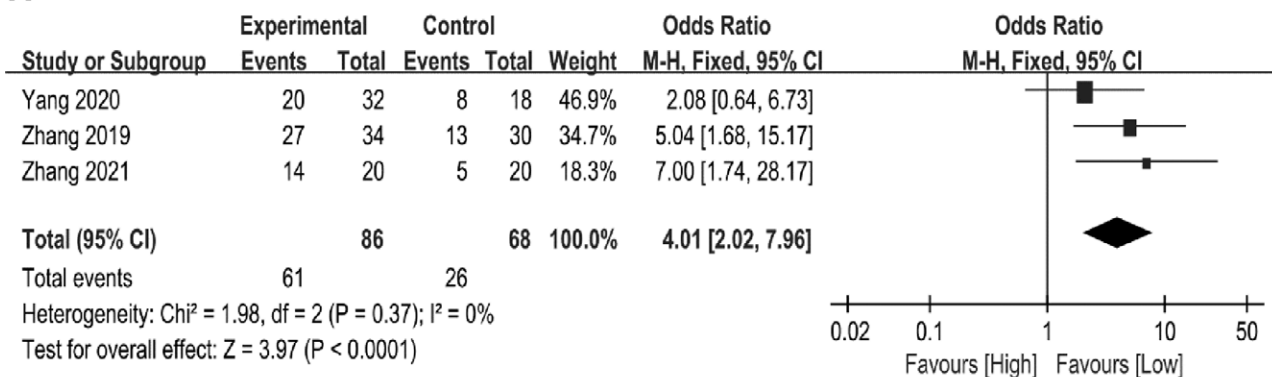 Experimental Control Odds Ratio Odds Ratio
Study or Subgroup Events Total Events Total Weight M-H, Fixed, 95% CI M-H, Fixed, 95% CI
Yang 2020 20 32 8 18 46.9% 2.08 [0.64, 6.73]
Zhang 2019 27 34 13 30 34.7% 5.04 [1.68, 15.17]
Zhang 2021 14 20 5 20 18.3% 7.00 [1.74, 28.17]
Total (95% CI) 86 68 100.0% 4.01 [2.02, 7.96]
Total events 61 26
Heterogeneity: Chi² = 1.98, df = 2 (P = 0.37); I² = 0%
Test for overall effect: Z = 3.97 (P < 0.0001)
0.02 0.1 1 10 50
Favours [High] Favours [Low]